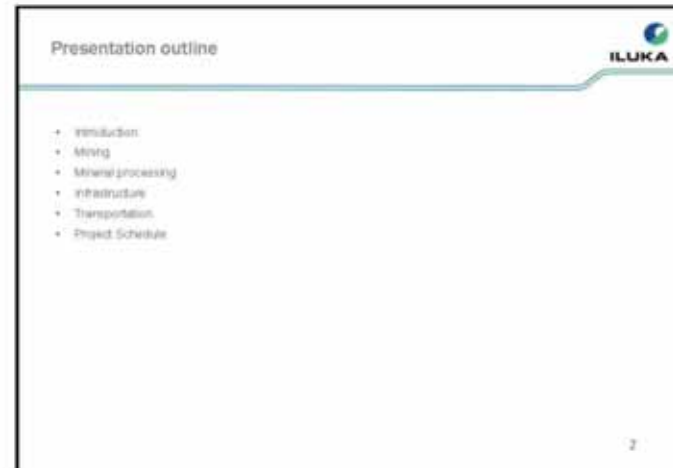 Presentation outline
ILUKA
• Introduction
• Mining
• Mineral processing
• Infrastructure
• Transportation
• Project Schedule
2